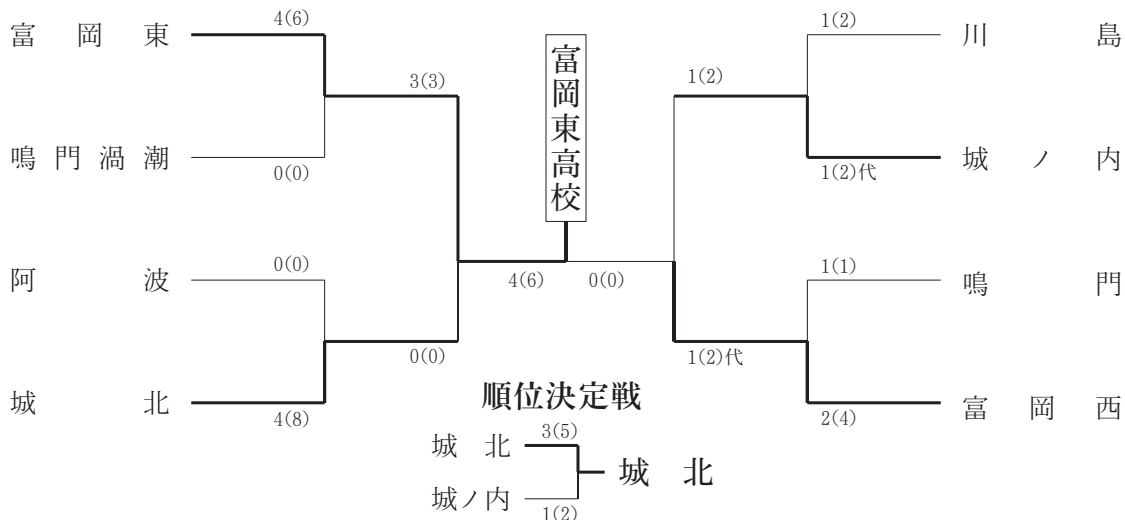 4(6)
富岡東
3(3)
鳴門渦潮
0(0)
0(0)
阿波
0(0)
城北
4(8)
富岡東高校
4(6)
0(0)
1(2)
川島
1(2)
城ノ内
1(2)代
1(1)
鳴門
1(2)代
富岡西
2(4)
順位決定戦
城北
3(5)
城北
城ノ内
1(2)